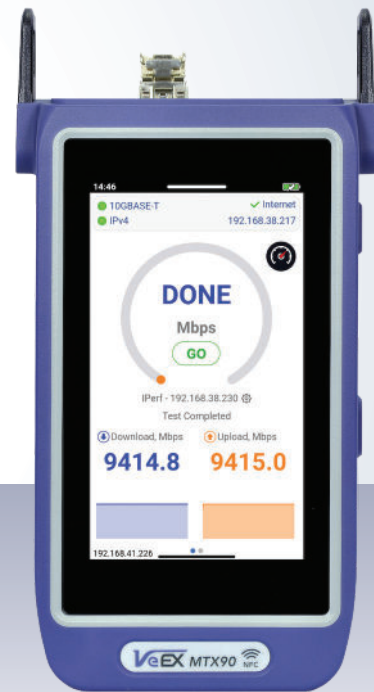 14:46
10GBASE-T ✓ Internet
IPv4 192.168.38.217
DONE
Mbps
GO
IPerf - 192.168.38.230
Test Completed
Download, Mbps Upload, Mbps
9414.8 9415.0
192.168.41.226
VeEX MTX90 NFC